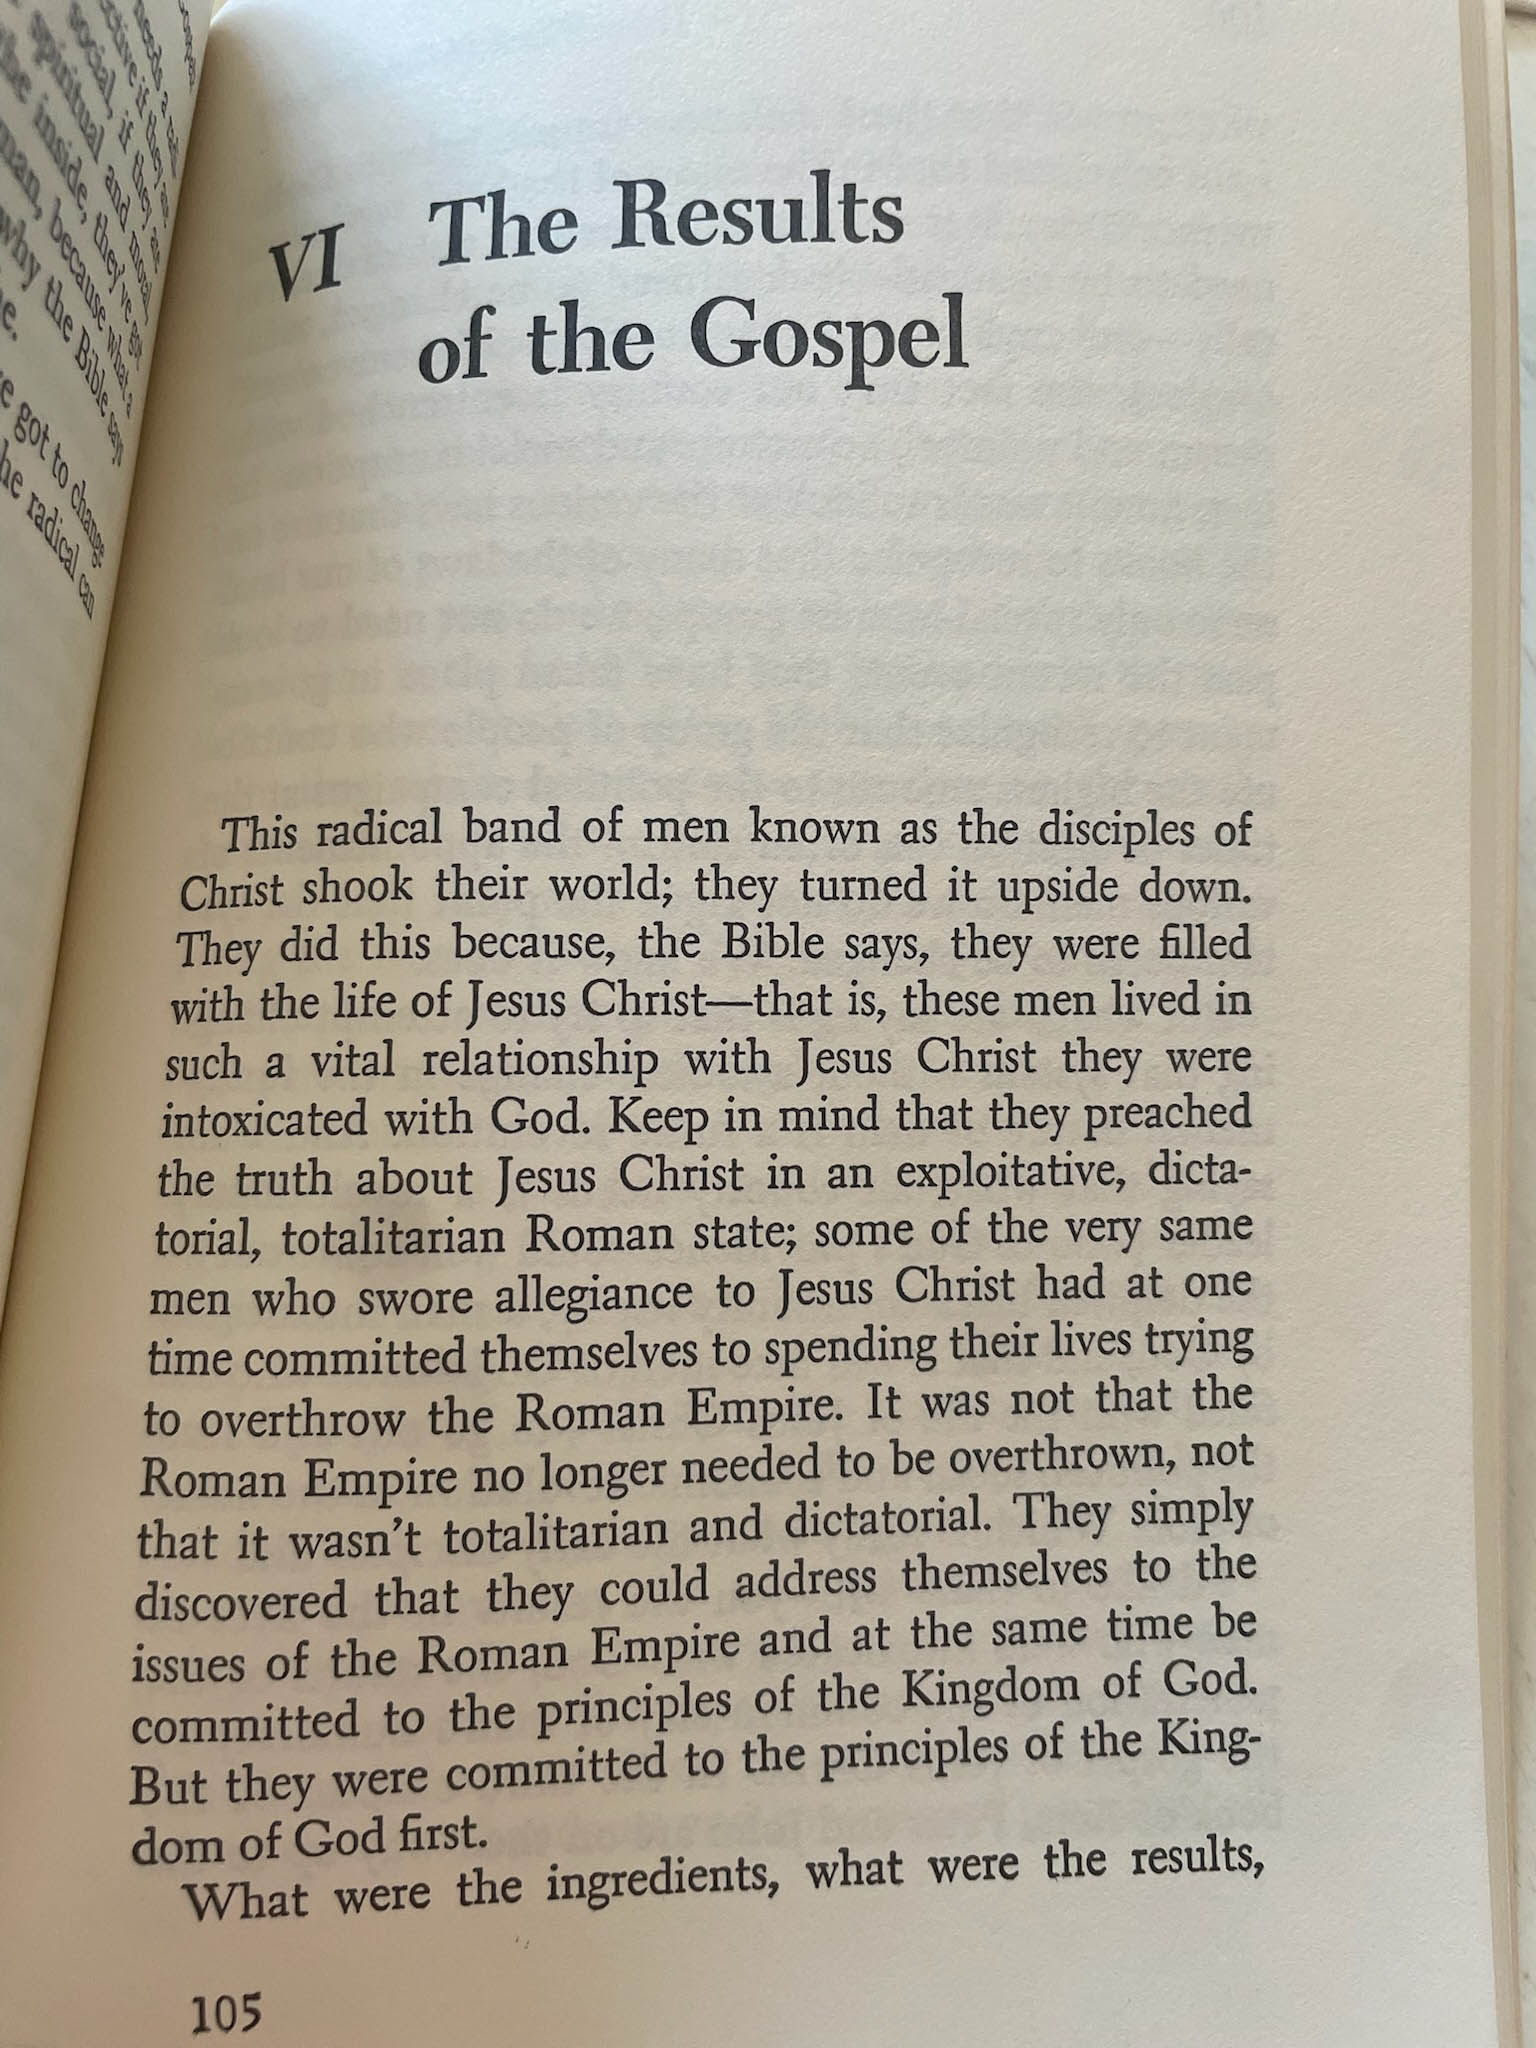 needs a
ctive if they are,
social, if they are
spiritual and moral
the inside, they've got
man, because what's
why the Bible says
e.
e got to change
he radical can
VI The Results
of the Gospel
This radical band of men known as the disciples of
Christ shook their world; they turned it upside down.
They did this because, the Bible says, they were filled
with the life of Jesus Christ—that is, these men lived in
such a vital relationship with Jesus Christ they were
intoxicated with God. Keep in mind that they preached
the truth about Jesus Christ in an exploitative, dicta-
torial, totalitarian Roman state; some of the very same
men who swore allegiance to Jesus Christ had at one
time committed themselves to spending their lives trying
to overthrow the Roman Empire. It was not that the
Roman Empire no longer needed to be overthrown, not
that it wasn't totalitarian and dictatorial. They simply
discovered that they could address themselves to the
issues of the Roman Empire and at the same time be
committed to the principles of the Kingdom of God.
But they were committed to the principles of the King-
dom of God first.
What were the ingredients, what were the results,
105